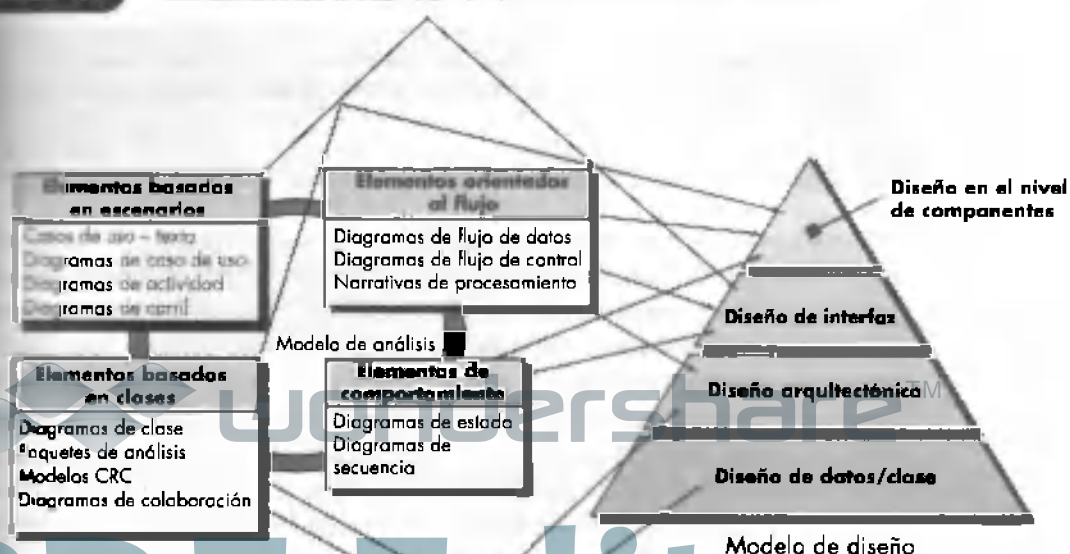 Elementos basados
en escenarios
Casos de uso – texto
Diagramas de caso de uso
Diagramas de actividad
Diagramas de carril
Elementos orientados
al flujo
Diagramas de flujo de datos
Diagramas de flujo de control
Narrativas de procesamiento
Modelo de análisis
Elementos basados
en clases
Diagramas de clase
Paquetes de análisis
Modelos CRC
Diagramas de colaboración
Elementos de
comportamiento
Diagramas de estado
Diagramas de
secuencia
Diseño en el nivel
de componentes
Diseño de interfaz
Diseño arquitectónico
Diseño de datos/clase
Modelo de diseño
wondershare™